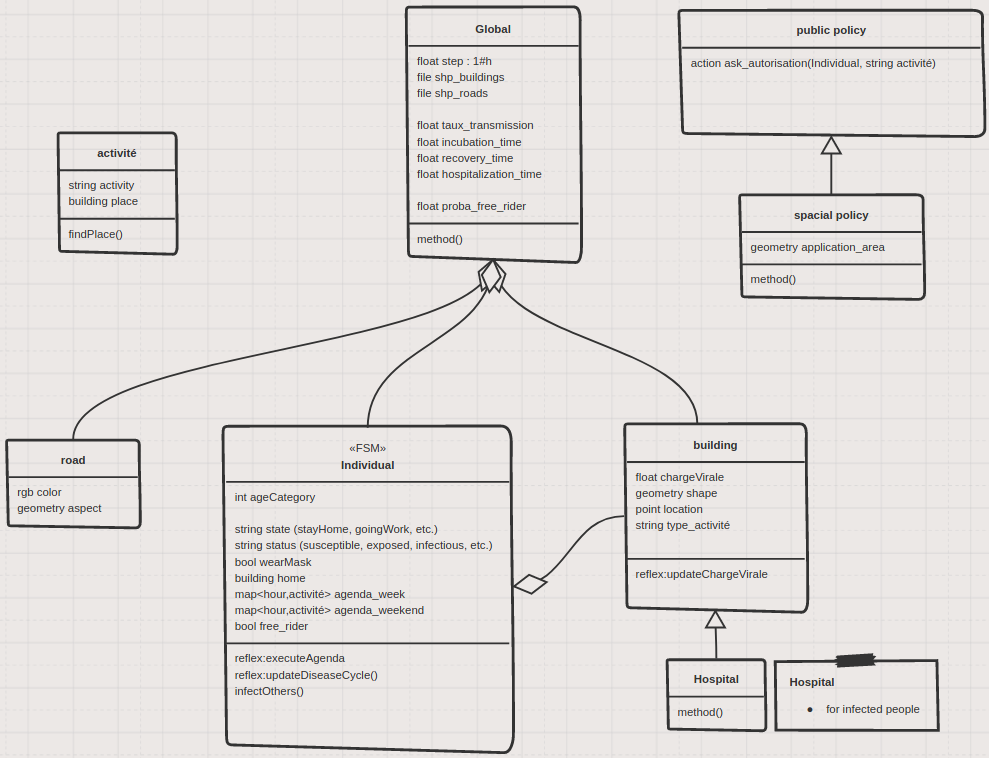 Global
float step : 1#h
file shp_buildings
file shp_roads
float taux_transmission
float incubation_time
float recovery_time
float hospitalization_time
float proba_free_rider
method()
public policy
action ask_autorisation(Individual, string activité)
activité
string activity
building place
findPlace()
spacial policy
geometry application_area
method()
road
rgb color
geometry aspect
«FSM»
Individual
int ageCategory
string state (stayHome, goingWork, etc.)
string status (susceptible, exposed, infectious, etc.)
bool wearMask
building home
map<hour,activité> agenda_week
map<hour,activité> agenda_weekend
bool free_rider
reflex:executeAgenda
reflex:updateDiseaseCycle()
infectOthers()
building
float chargeVirale
geometry shape
point location
string type_activité
reflex:updateChargeVirale
Hospital
method()
Hospital
• for infected people